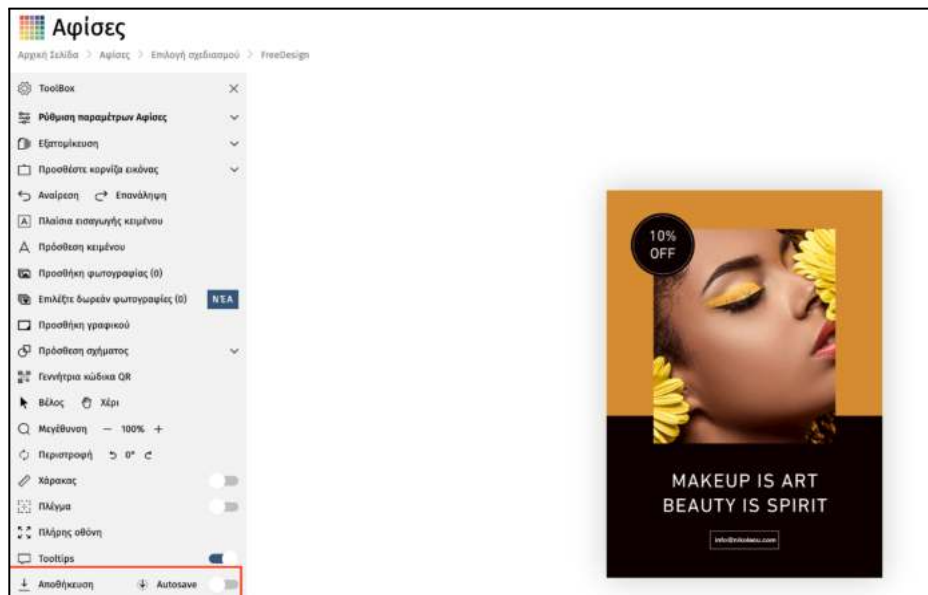 Αφίσες
Αρχική Σελίδα > Αφίσες > Επιλογή σχεδιασμού > FreeDesign
ToolBox
Ρύθμιση παραμέτρων Αφίσες
Εξατομίκευση
Προσθέστε κορνίζα εικόνας
Αναίρεση Επανάληψη
Πλαίσια εισαγωγής κειμένου
Πρόσθεση κειμένου
Προσθήκη φωτογραφίας (0)
Επιλέξτε δωρεάν φωτογραφίες (0) ΝΈΑ
Προσθήκη γραφικού
Πρόσθεση σχήματος
Γεννήτρια κώδικα QR
Βέλος Χέρι
Μεγέθυνση − 100% +
Περιστροφή 0°
Χάρακας
Πλέγμα
Πλήρης οθόνη
Tooltips
Αποθήκευση Autosave
10%
OFF
MAKEUP IS ART
BEAUTY IS SPIRIT